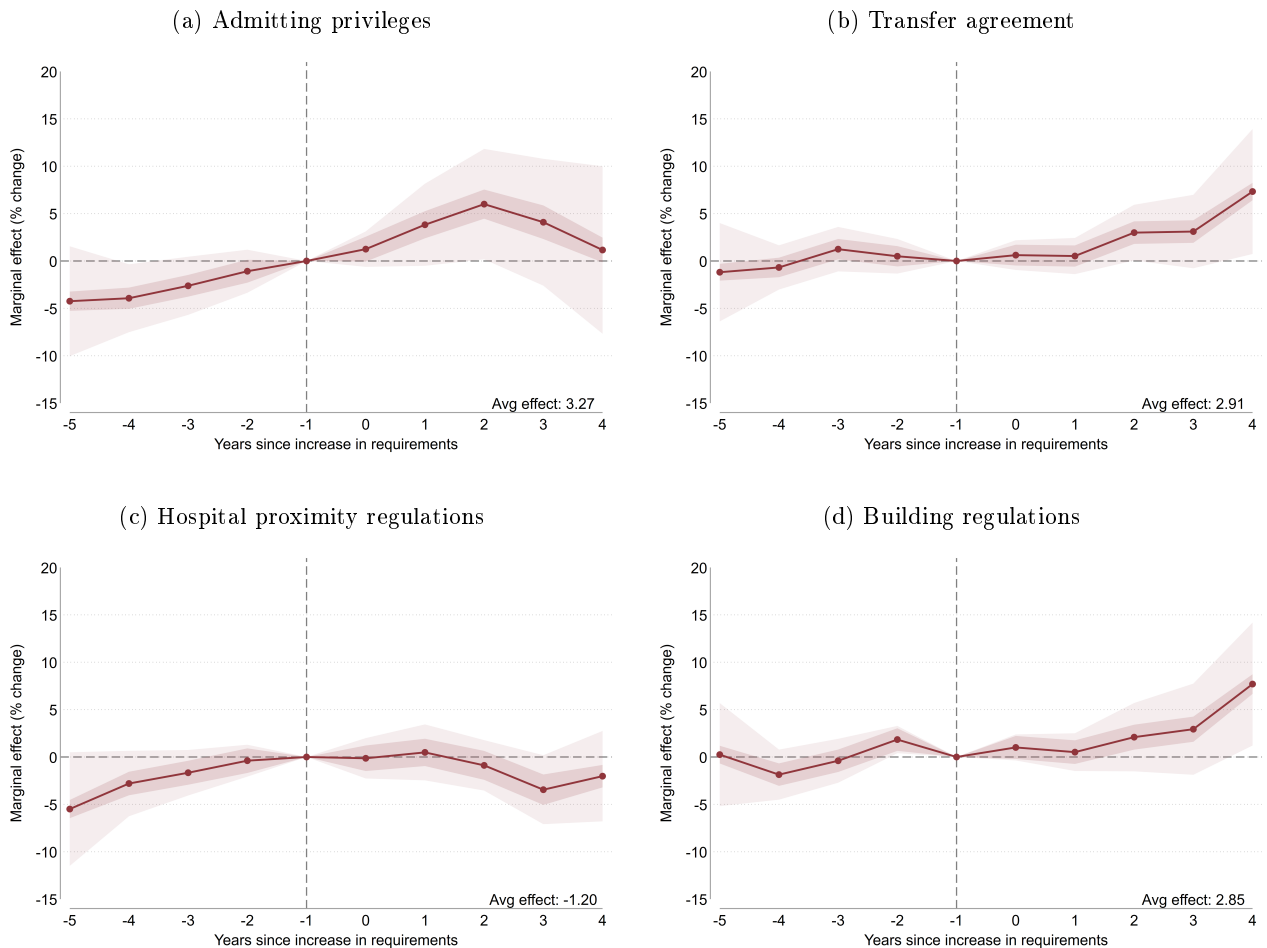 (a) Admitting privileges
Marginal effect (% change)
20
15
10
5
0
-5
-10
-15
Avg effect: 3.27
-5 -4 -3 -2 -1 0 1 2 3 4
Years since increase in requirements
(b) Transfer agreement
Marginal effect (% change)
20
15
10
5
0
-5
-10
-15
Avg effect: 2.91
-5 -4 -3 -2 -1 0 1 2 3 4
Years since increase in requirements
(c) Hospital proximity regulations
Marginal effect (% change)
20
15
10
5
0
-5
-10
-15
Avg effect: -1.20
-5 -4 -3 -2 -1 0 1 2 3 4
Years since increase in requirements
(d) Building regulations
Marginal effect (% change)
20
15
10
5
0
-5
-10
-15
Avg effect: 2.85
-5 -4 -3 -2 -1 0 1 2 3 4
Years since increase in requirements